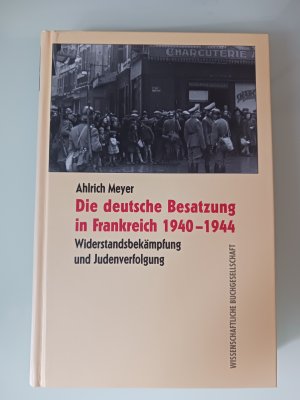 CHARCUTERIE
Ahlrich Meyer
Die deutsche Besatzung
in Frankreich 1940–1944
Widerstandsbekämpfung
und Judenverfolgung
WISSENSCHAFTLICHE BUCHGESELLSCHAFT